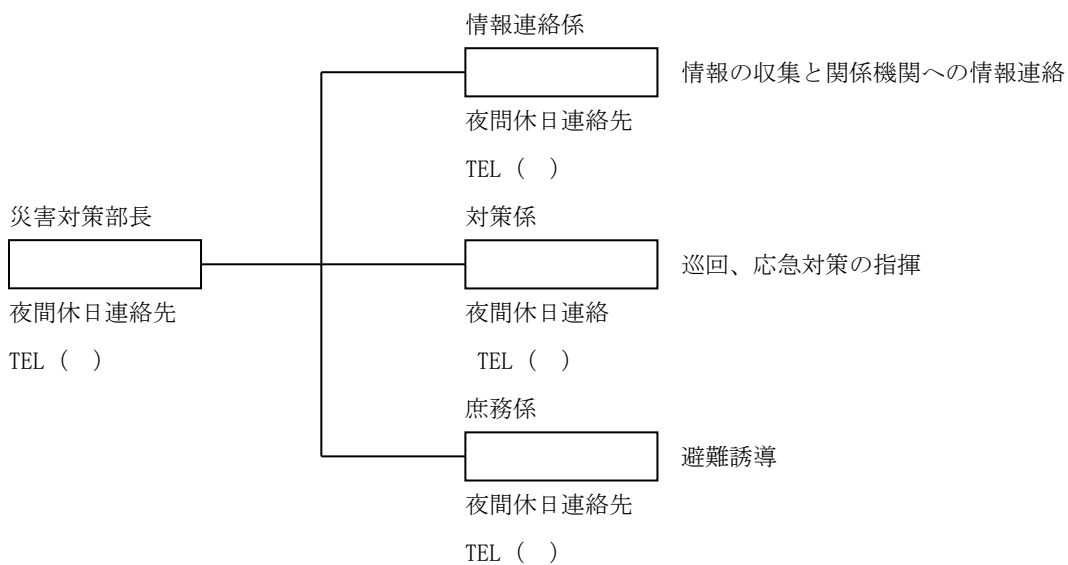 情報連絡係
情報の収集と関係機関への情報連絡
夜問休日連絡先
TEL ( )
災害対策部長
夜間休日連絡先
TEL ( )
対策係
巡回、応急対策の指揮
夜間休日連絡
TEL ( )
庶務係
避難誘導
夜間休日連絡先
TEL ( )